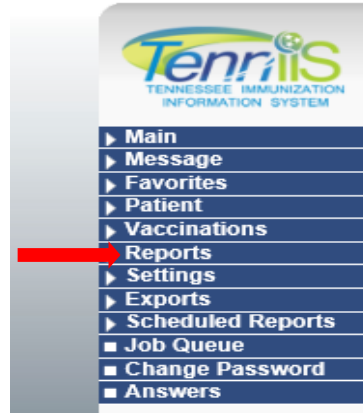 TennIIS
TENNESSEE IMMUNIZATION
INFORMATION SYSTEM
Main
Message
Favorites
Patient
Vaccinations
Reports
Settings
Exports
Scheduled Reports
Job Queue
Change Password
Answers